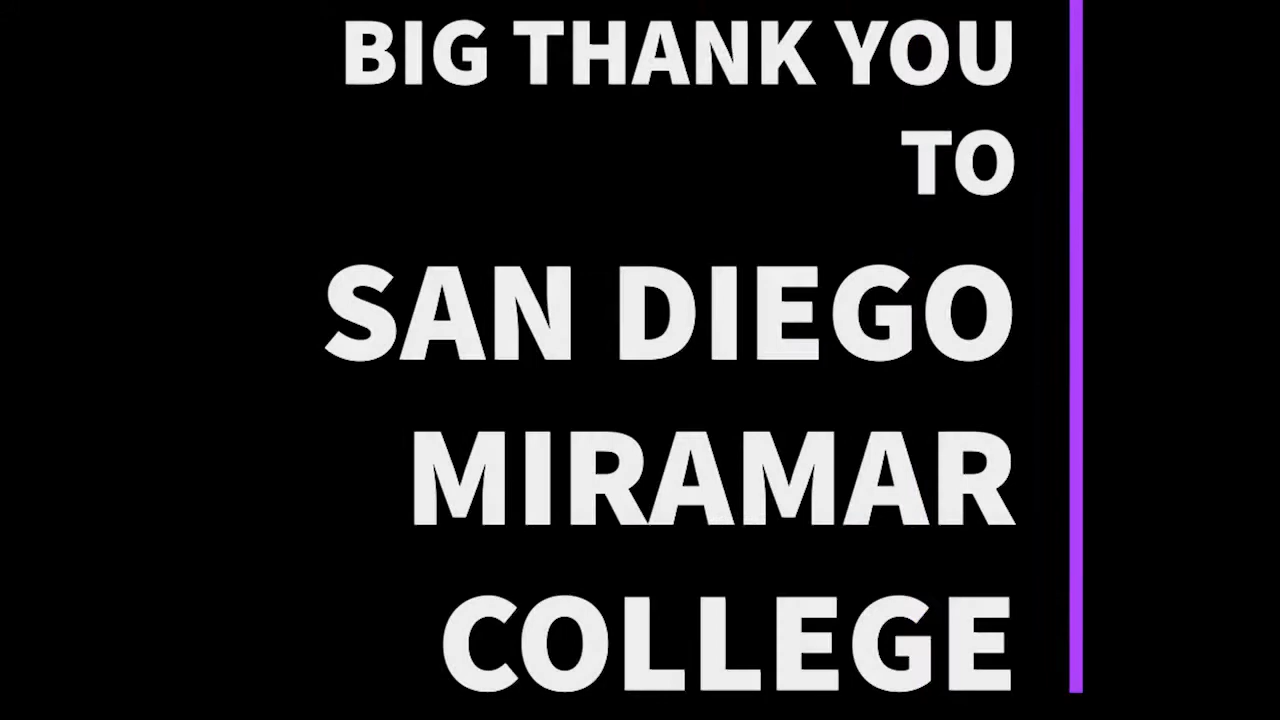 BIG THANK YOU
TO
SAN DIEGO
MIRAMAR
COLLEGE